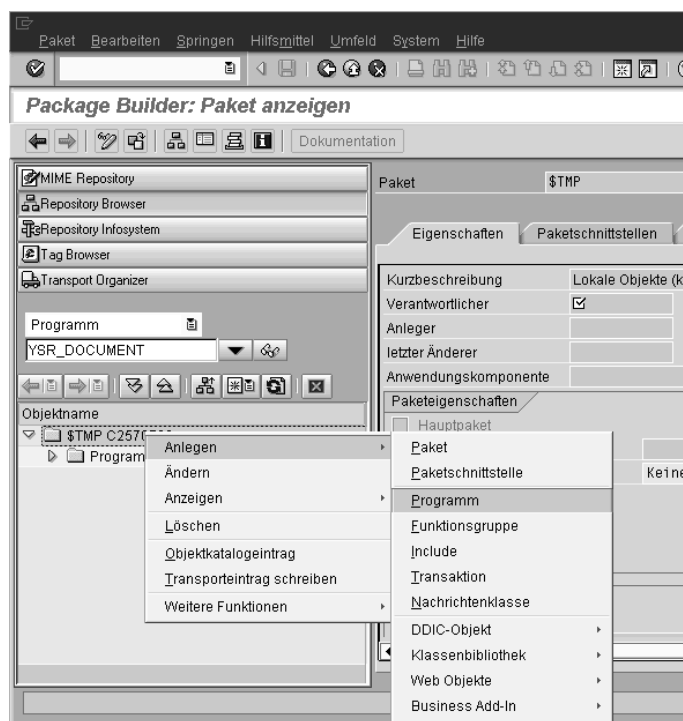 Paket Bearbeiten Springen Hilfsmittel Umfeld System Hilfe
Package Builder: Paket anzeigen
Dokumentation
MIME Repository
Repository Browser
Repository Infosystem
Tag Browser
Transport Organizer
Programm
YSR_DOCUMENT
Objektname
$TMP
Program
Paket $TMP
Eigenschaften Paketschnittstellen
Kurzbeschreibung Lokale Objekte (k
Verantwortlicher
Anleger
letzter Änderer
Anwendungskomponente
Paketeigenschaften
Hauptpaket
Keine
Anlegen
Ändern
Anzeigen
Löschen
Objektkatalogeintrag
Transporteintrag schreiben
Weitere Funktionen
Paket
Paketschnittstelle
Programm
Funktionsgruppe
Include
Transaktion
Nachrichtenklasse
DDIC-Objekt
Klassenbibliothek
Web Objekte
Business Add-In